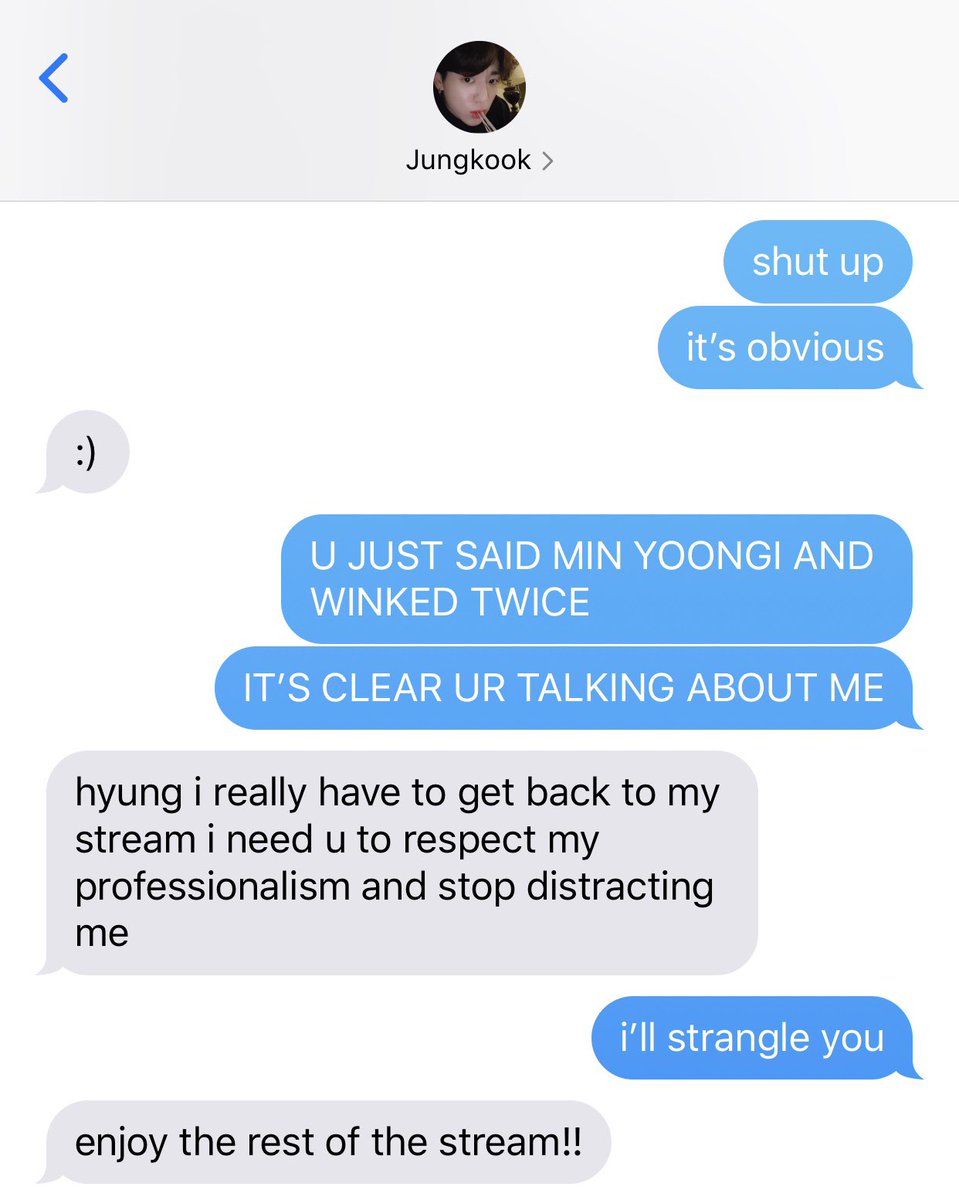 Jungkook
shut up
it’s obvious
:)
U JUST SAID MIN YOONGI AND
WINKED TWICE
IT’S CLEAR UR TALKING ABOUT ME
hyung i really have to get back to my
stream i need u to respect my
professionalism and stop distracting
me
i’ll strangle you
enjoy the rest of the stream!!